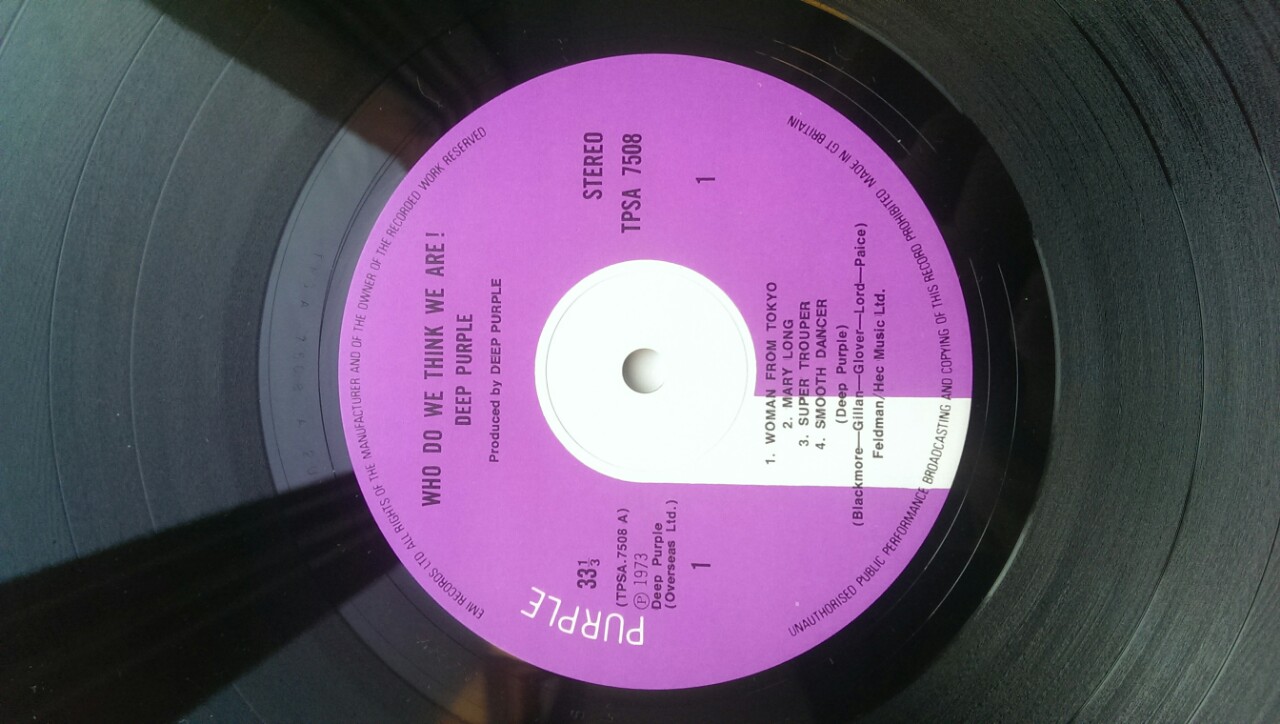 EMI RECORDS LTD ALL RIGHTS OF THE MANUFACTURER AND OF THE OWNER OF THE RECORDED WORK RESERVED
WHO DO WE THINK WE ARE!
DEEP PURPLE
Produced by DEEP PURPLE
PURPLE
33⅓
STEREO
(TPSA.7508 A)
TPSA 7508
Ⓟ 1973
Deep Purple
(Overseas Ltd.)
1
1
1. WOMAN FROM TOKYO
2. MARY LONG
3. SUPER TROUPER
4. SMOOTH DANCER
(Deep Purple)
(Blackmore—Gillan—Glover—Lord—Paice)
Feldman/Hec Music Ltd.
UNAUTHORISED PUBLIC PERFORMANCE BROADCASTING AND COPYING OF THIS RECORD PROHIBITED MADE IN GT BRITAIN